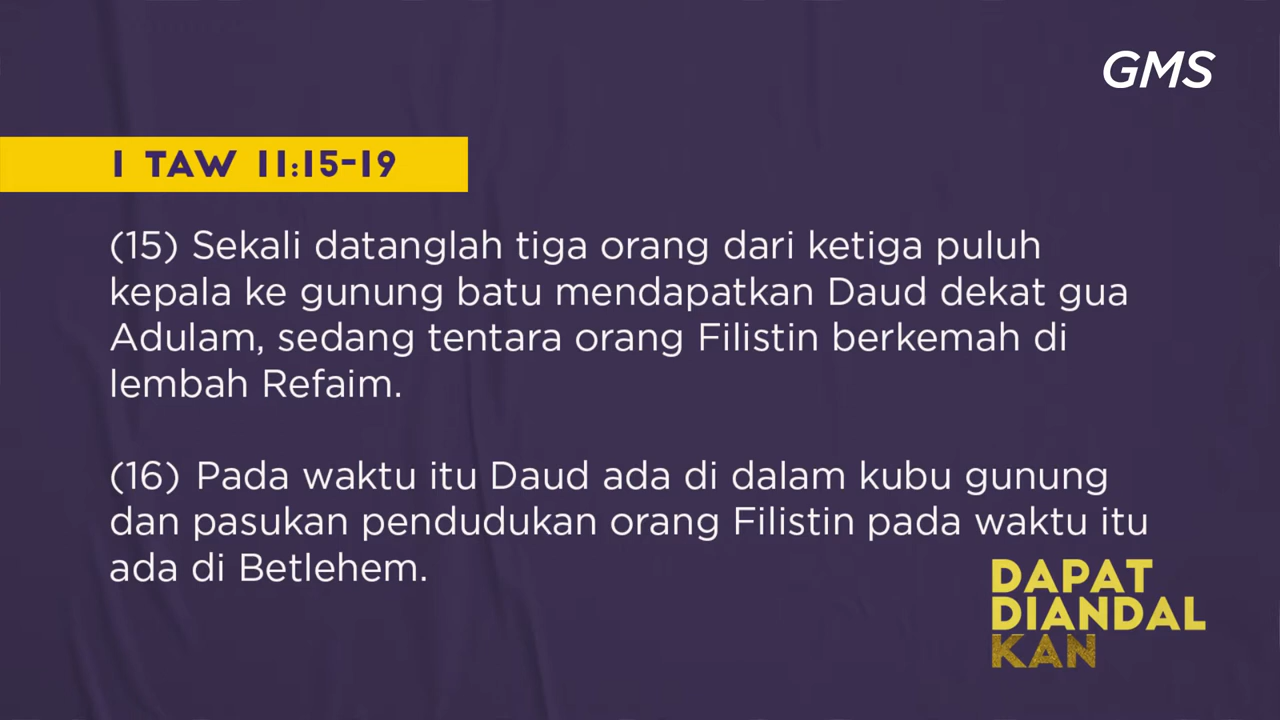 GMS
1 TAW 11:15-19
(15) Sekali datanglah tiga orang dari ketiga puluh
kepala ke gunung batu mendapatkan Daud dekat gua
Adulam, sedang tentara orang Filistin berkemah di
lembah Refaim.
(16) Pada waktu itu Daud ada di dalam kubu gunung
dan pasukan pendudukan orang Filistin pada waktu itu
ada di Betlehem.
DAPAT
DIANDAL
KAN